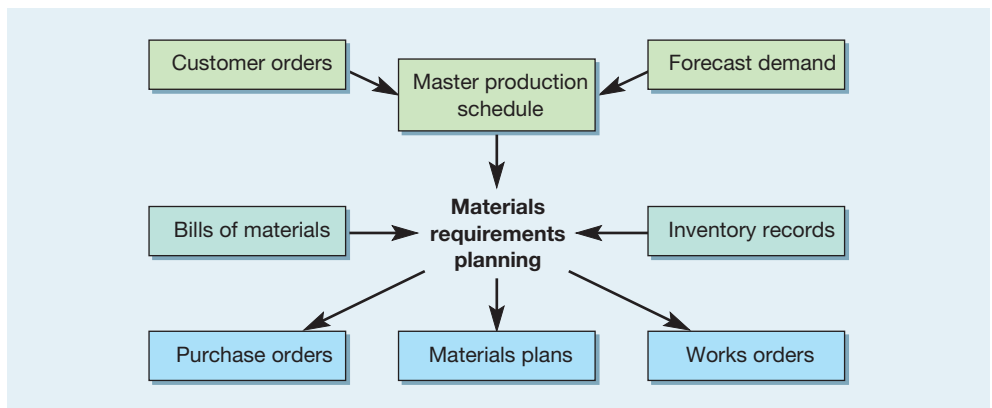 Customer orders
Master production
schedule
Forecast demand
Bills of materials
Materials
requirements
planning
Inventory records
Purchase orders
Materials plans
Works orders